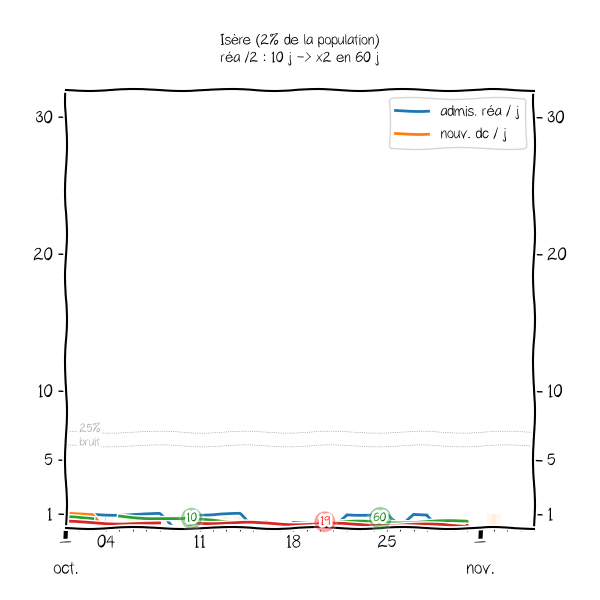 Isère (2% de la population)
réa /2 : 10 j -> x2 en 60 j
admis. réa / j
nouv. dc / j
30
30
20
20
10
10
25%
bruit
5
5
1
1
10
19
60
04
11
18
25
oct.
nov.